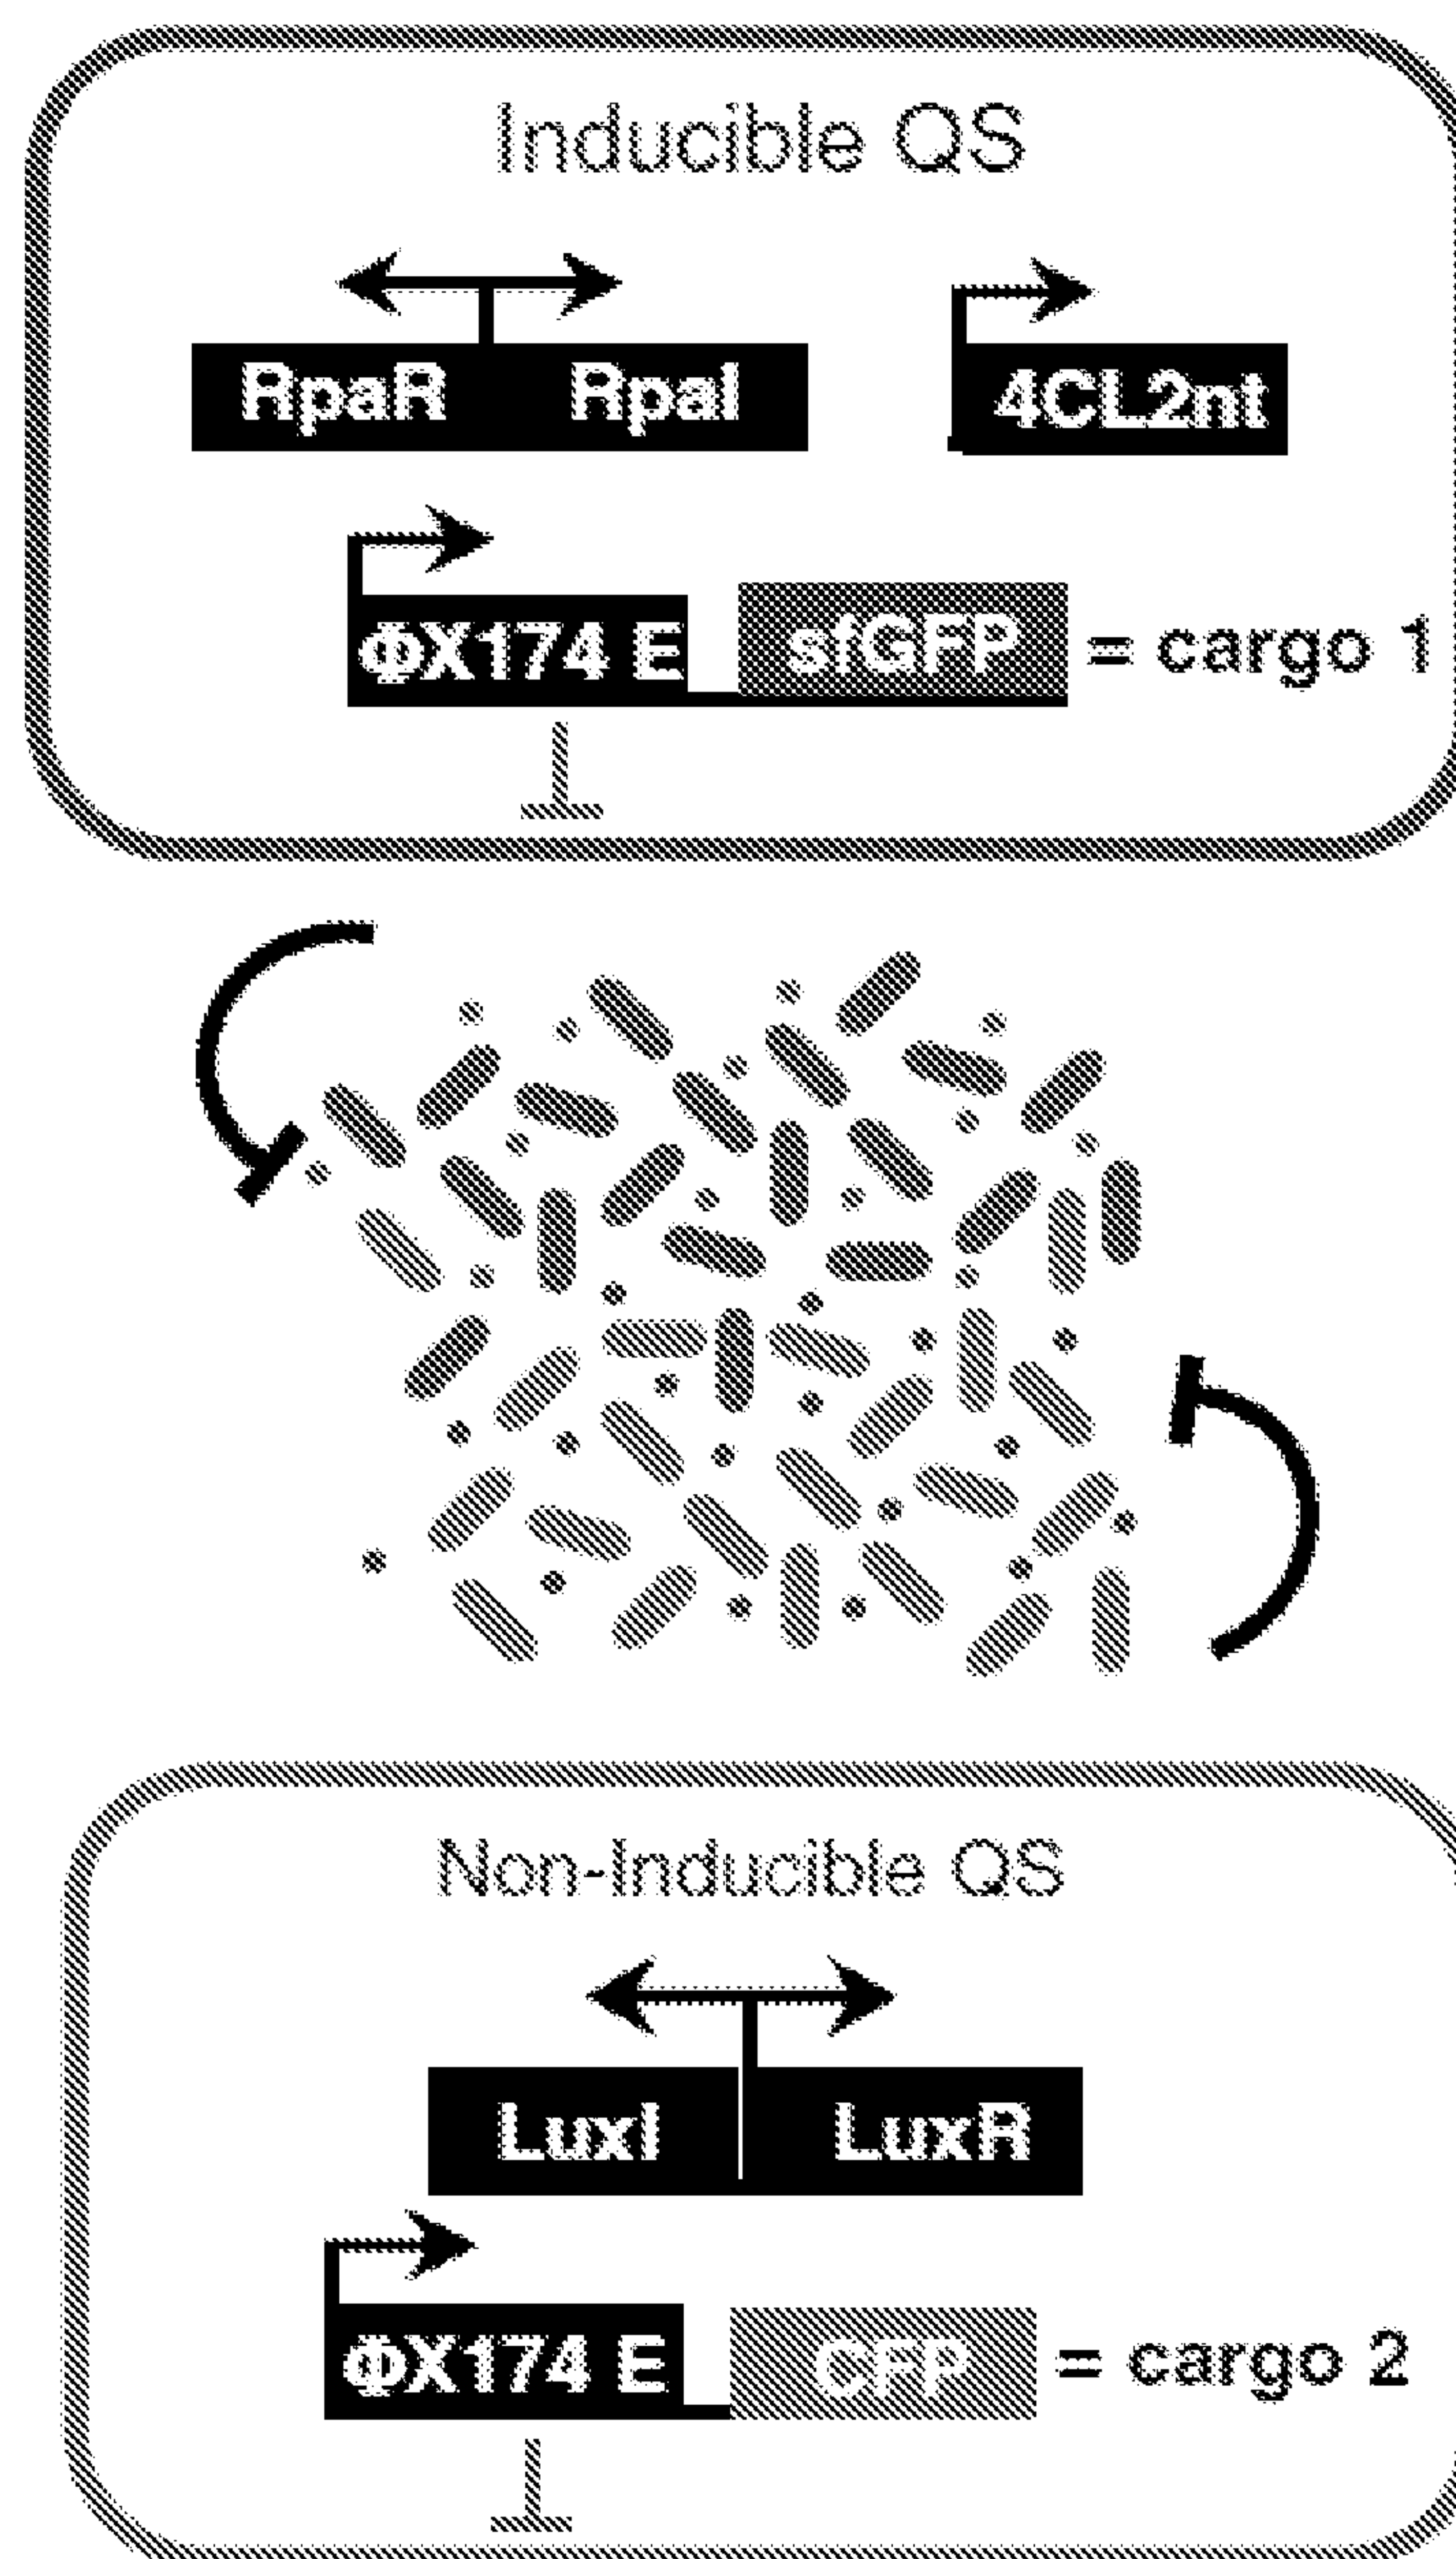 Inducible QS
RpaR RpaI 4CL2nt
ΦX174 E sfGFP = cargo 1
Non-Inducible QS
LuxI LuxR
ΦX174 E CFP = cargo 2